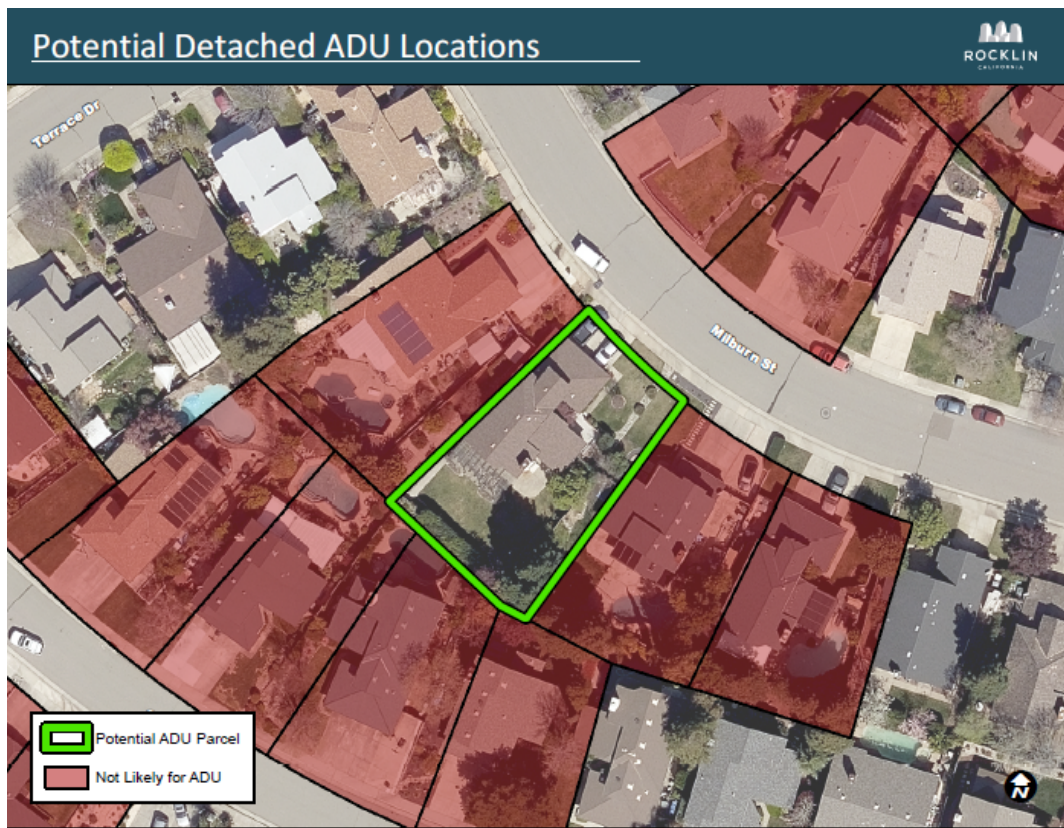 Potential Detached ADU Locations
ROCKLIN
CALIFORNIA
Terrace Dr
Milburn St
Potential ADU Parcel
Not Likely for ADU
N